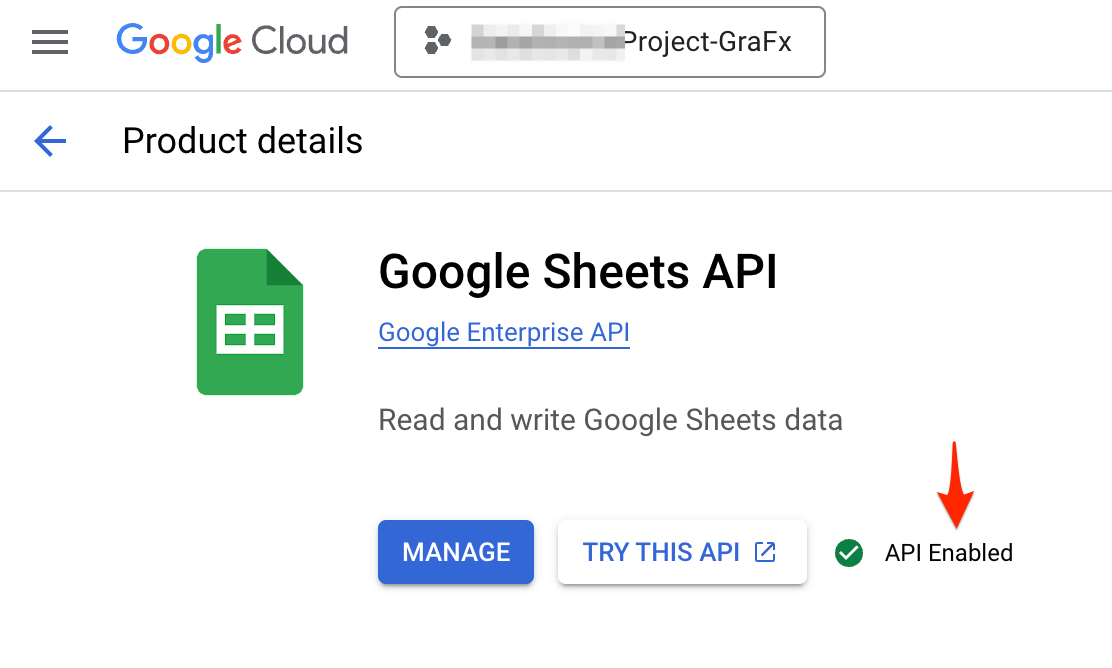 Google Cloud
Project-GraFx
Product details
Google Sheets API
Google Enterprise API
Read and write Google Sheets data
MANAGE
TRY THIS API
API Enabled